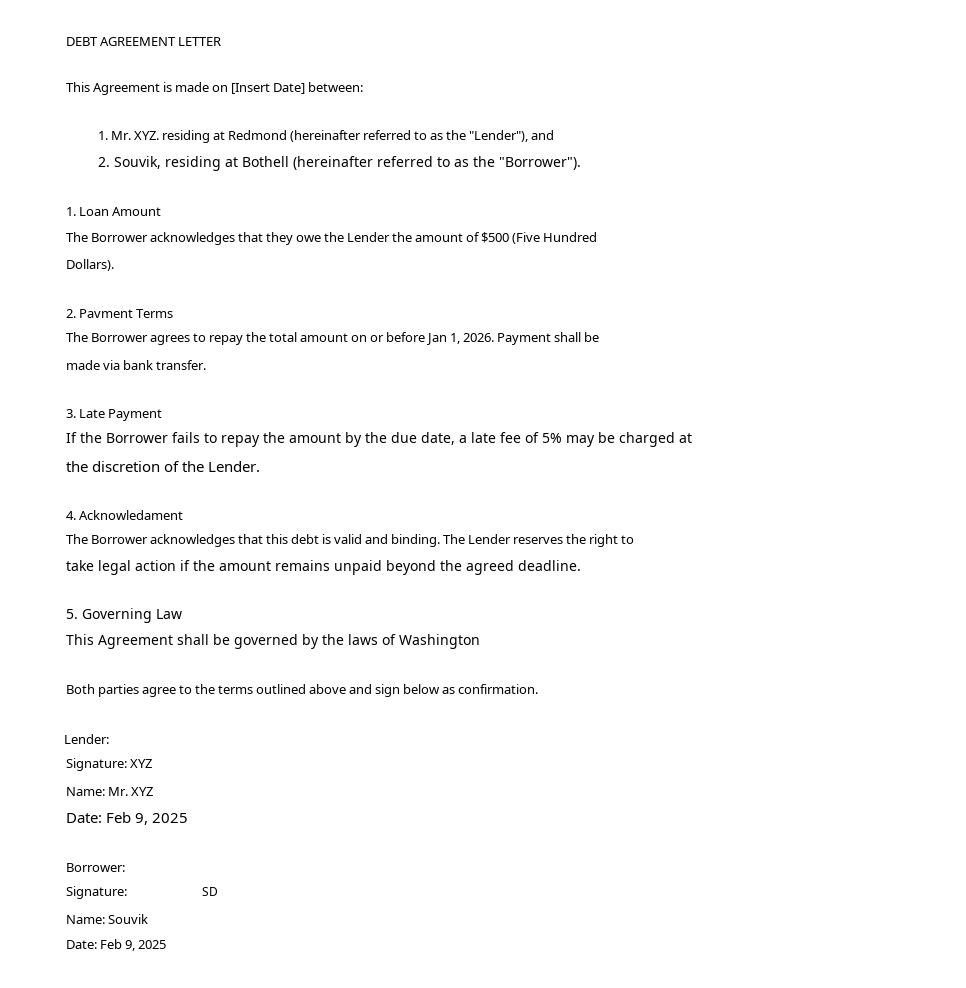 DEBT AGREEMENT LETTER
This Agreement is made on [Insert Date] between:
1. Mr. XYZ. residing at Redmond (hereinafter referred to as the "Lender"), and
2. Souvik, residing at Bothell (hereinafter referred to as the "Borrower").
1. Loan Amount
The Borrower acknowledges that they owe the Lender the amount of $500 (Five Hundred
Dollars).
2. Pavment Terms
The Borrower agrees to repay the total amount on or before Jan 1, 2026. Payment shall be
made via bank transfer.
3. Late Payment
If the Borrower fails to repay the amount by the due date, a late fee of 5% may be charged at
the discretion of the Lender.
4. Acknowledament
The Borrower acknowledges that this debt is valid and binding. The Lender reserves the right to
take legal action if the amount remains unpaid beyond the agreed deadline.
5. Governing Law
This Agreement shall be governed by the laws of Washington
Both parties agree to the terms outlined above and sign below as confirmation.
Lender:
Signature: XYZ
Name: Mr. XYZ
Date: Feb 9, 2025
Borrower:
Signature: SD
Name: Souvik
Date: Feb 9, 2025